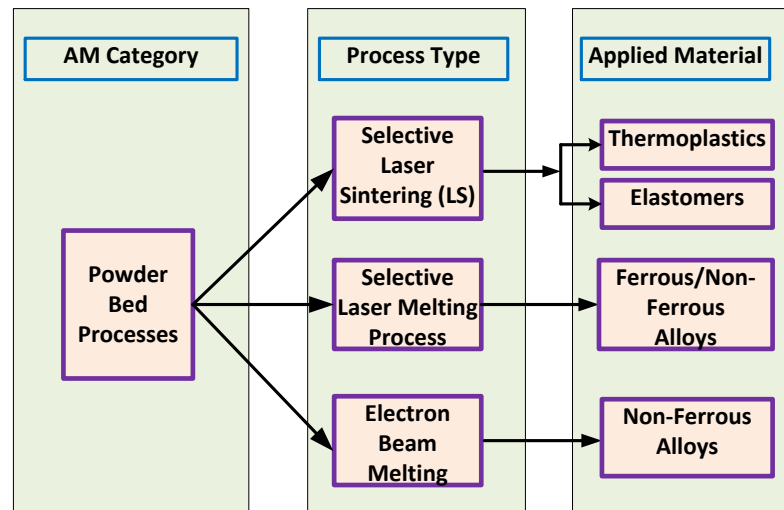 AM Category
Process Type
Applied Material
Powder
Bed
Processes
Selective
Laser
Sintering (LS)
Selective
Laser Melting
Process
Electron
Beam
Melting
Thermoplastics
Elastomers
Ferrous/Non-
Ferrous
Alloys
Non-Ferrous
Alloys